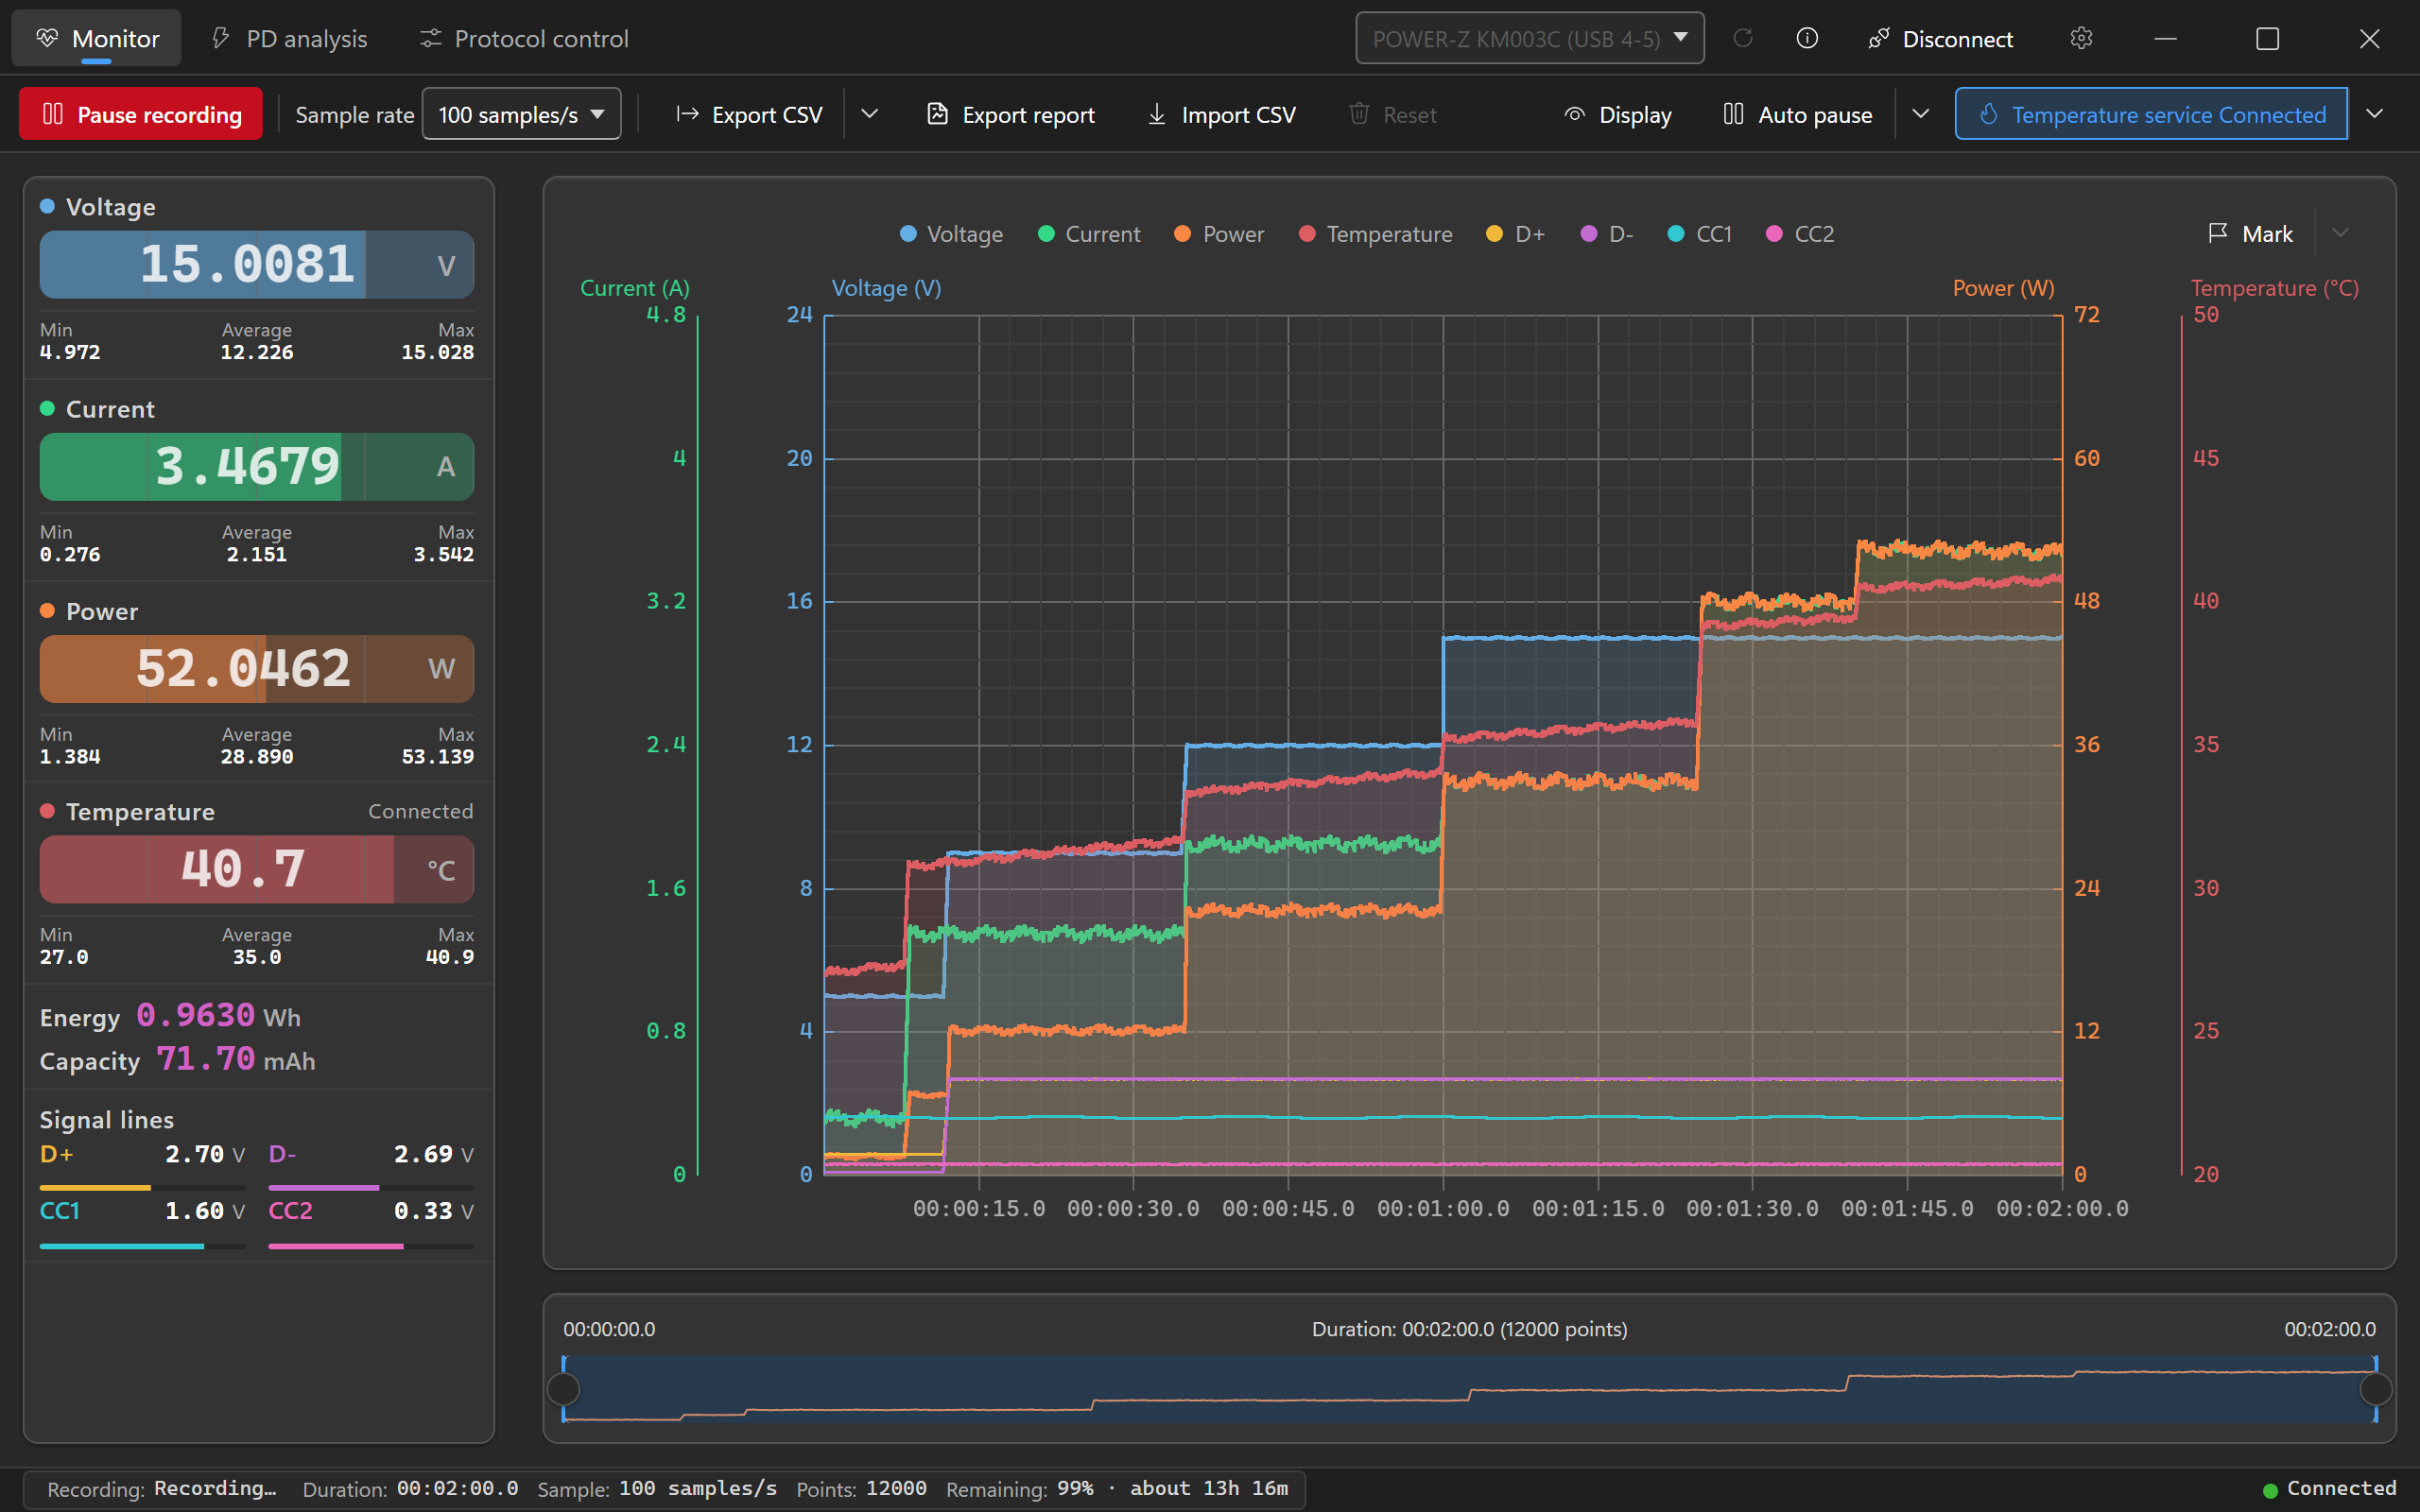 Monitor PD analysis Protocol control POWER-Z KM003C (USB 4-5) Disconnect
Pause recording Sample rate 100 samples/s Export CSV Export report Import CSV Reset Display Auto pause Temperature service Connected
Voltage
15.0081 V
Min Average Max
4.972 12.226 15.028
Current
3.4679 A
Min Average Max
0.276 2.151 3.542
Power
52.0462 W
Min Average Max
1.384 28.890 53.139
Temperature Connected
40.7 °C
Min Average Max
27.0 35.0 40.9
Energy 0.9630 Wh
Capacity 71.70 mAh
Signal lines
D+ 2.70 V D- 2.69 V
CC1 1.60 V CC2 0.33 V
Voltage Current Power Temperature D+ D- CC1 CC2 Mark
Current (A) Voltage (V) Power (W) Temperature (°C)
4.8 24 72 50
4 20 60 45
3.2 16 48 40
2.4 12 36 35
1.6 8 24 30
0.8 4 12 25
0 0 0 20
00:00:15.0 00:00:30.0 00:00:45.0 00:01:00.0 00:01:15.0 00:01:30.0 00:01:45.0 00:02:00.0
00:00:00.0 Duration: 00:02:00.0 (12000 points) 00:02:00.0
Recording: Recording… Duration: 00:02:00.0 Sample: 100 samples/s Points: 12000 Remaining: 99% · about 13h 16m Connected